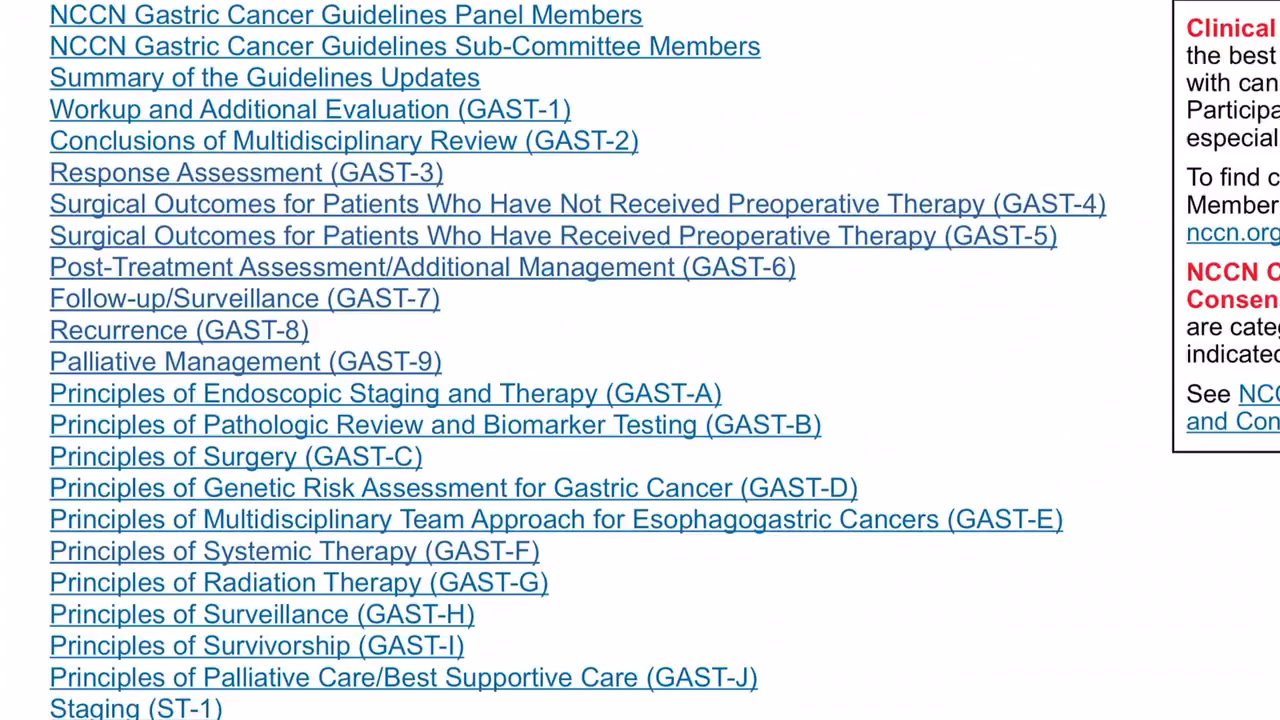 NCCN Gastric Cancer Guidelines Panel Members
NCCN Gastric Cancer Guidelines Sub-Committee Members
Summary of the Guidelines Updates
Workup and Additional Evaluation (GAST-1)
Conclusions of Multidisciplinary Review (GAST-2)
Response Assessment (GAST-3)
Surgical Outcomes for Patients Who Have Not Received Preoperative Therapy (GAST-4)
Surgical Outcomes for Patients Who Have Received Preoperative Therapy (GAST-5)
Post-Treatment Assessment/Additional Management (GAST-6)
Follow-up/Surveillance (GAST-7)
Recurrence (GAST-8)
Palliative Management (GAST-9)
Principles of Endoscopic Staging and Therapy (GAST-A)
Principles of Pathologic Review and Biomarker Testing (GAST-B)
Principles of Surgery (GAST-C)
Principles of Genetic Risk Assessment for Gastric Cancer (GAST-D)
Principles of Multidisciplinary Team Approach for Esophagogastric Cancers (GAST-E)
Principles of Systemic Therapy (GAST-F)
Principles of Radiation Therapy (GAST-G)
Principles of Surveillance (GAST-H)
Principles of Survivorship (GAST-I)
Principles of Palliative Care/Best Supportive Care (GAST-J)
Staging (ST-1)
Clinical
the best
with can
Participa
especial
To find c
Member
nccn.org
NCCN C
Consen
are categ
indicated
See NCC
and Con